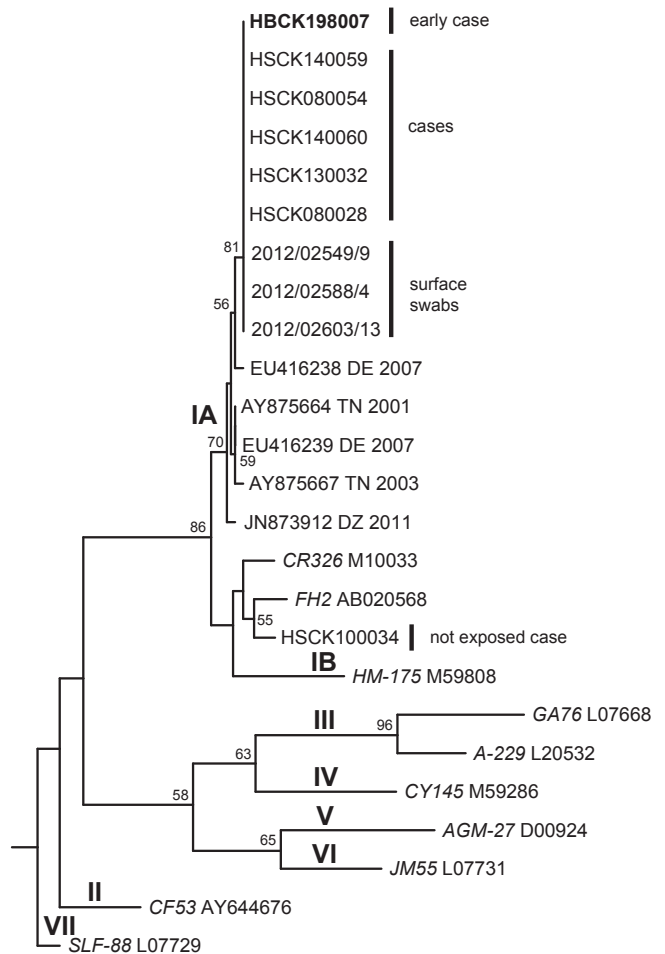 HBCK198007 early case
HSCK140059
HSCK080054
HSCK140060 cases
HSCK130032
HSCK080028
81 2012/02549/9
2012/02588/4 surface
swabs
2012/02603/13
56
EU416238 DE 2007
IA AY875664 TN 2001
70 EU416239 DE 2007
59
AY875667 TN 2003
JN873912 DZ 2011
86
CR326 M10033
FH2 AB020568
55
HSCK100034 not exposed case
IB
HM-175 M59808
III GA76 L07668
96
A-229 L20532
63
IV
CY145 M59286
58
V
AGM-27 D00924
65
VI
JM55 L07731
II
CF53 AY644676
VII
SLF-88 L07729